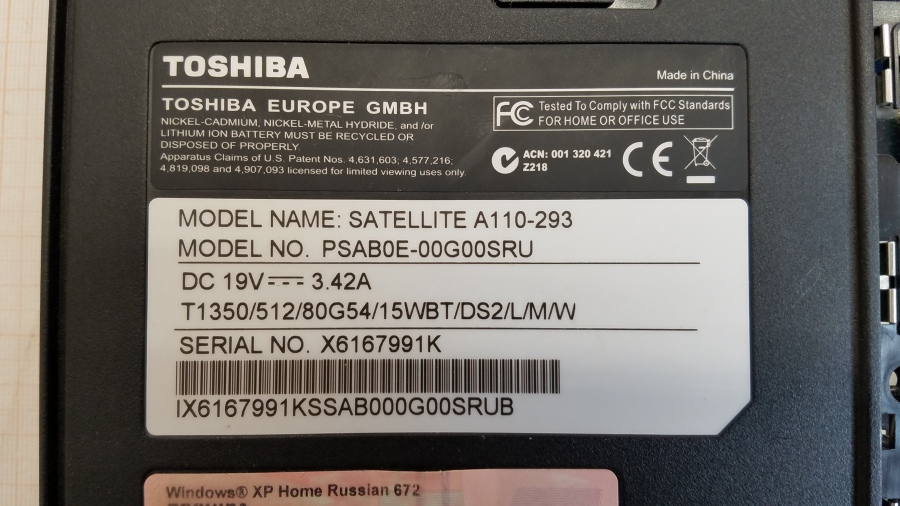 TOSHIBA
Made in China
TOSHIBA EUROPE GMBH
NICKEL-CADMIUM, NICKEL-METAL HYDRIDE, and/or
LITHIUM ION BATTERY MUST BE RECYCLED OR
DISPOSED OF PROPERLY.
Apparatus Claims of U.S. Patent Nos. 4,631,603; 4,577,216;
4,819,098 and 4,907,093 licensed for limited viewing uses only.
FC Tested To Comply with FCC Standards
FOR HOME OR OFFICE USE
ACN: 001 320 421
Z218
CE
MODEL NAME: SATELLITE A110-293
MODEL NO. PSAB0E-00G00SRU
DC 19V⎓ 3.42A
T1350/512/80G54/15WBT/DS2/L/M/W
SERIAL NO. X6167991K
IX6167991KSSAB000G00SRUB
Windows® XP Home Russian 672